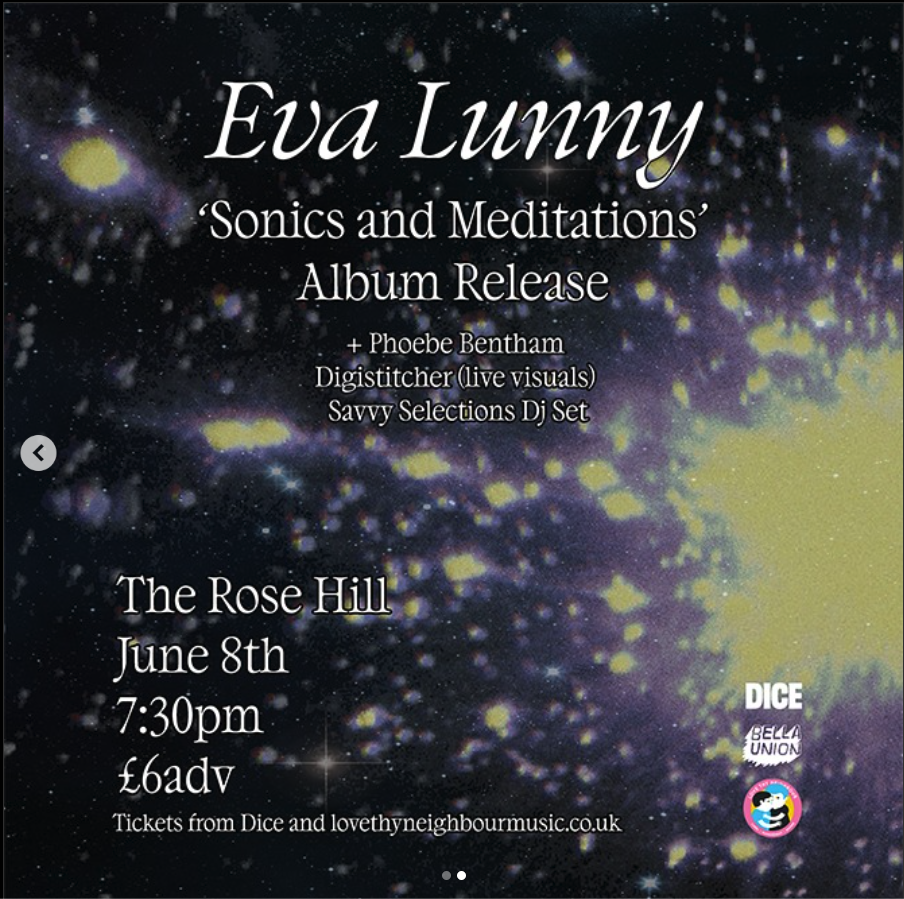 Eva Lunny
‘Sonics and Meditations’
Album Release
+ Phoebe Bentham
Digistitcher (live visuals)
Savvy Selections Dj Set
The Rose Hill
June 8th
7:30pm
£6adv
Tickets from Dice and lovethyneighbourmusic.co.uk
DICE
BELLA
UNION